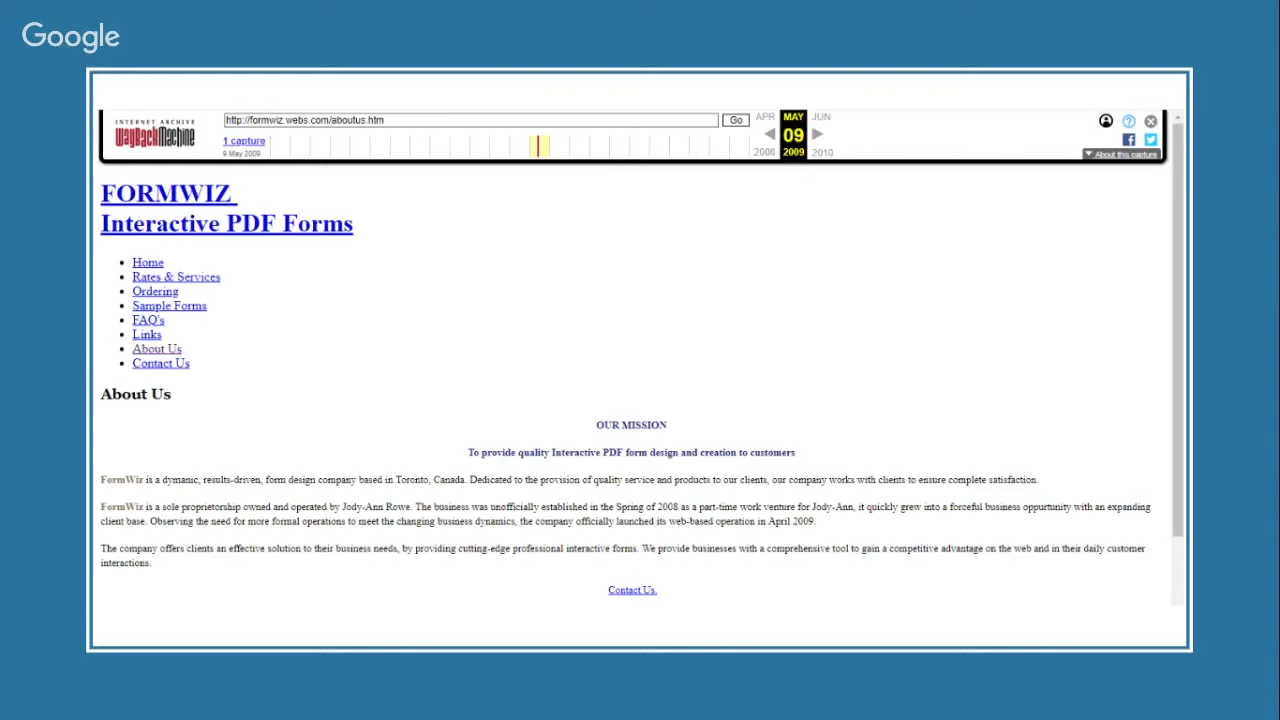 Google
INTERNET ARCHIVE
WayBackMachine
http://formwiz.webs.com/aboutus.htm
Go
APR
MAY
JUN
1 capture
09
9 May 2009
2008
2009
2010
About this capture
FORMWIZ
Interactive PDF Forms
Home
Rates & Services
Ordering
Sample Forms
FAQ's
Links
About Us
Contact Us
About Us
OUR MISSION
To provide quality Interactive PDF form design and creation to customers
FormWiz is a dymanic, results-driven, form design company based in Toronto, Canada. Dedicated to the provision of quality service and products to our clients, our company works with clients to ensure complete satisfaction.
FormWiz is a sole proprietorship owned and operated by Jody-Ann Rowe. The business was unofficially established in the Spring of 2008 as a part-time work venture for Jody-Ann, it quickly grew into a forceful business oppurtunity with an expanding
client base. Observing the need for more formal operations to meet the changing business dynamics, the company officially launched its web-based operation in April 2009.
The company offers clients an effective solution to their business needs, by providing cutting-edge professional interactive forms. We provide businesses with a comprehensive tool to gain a competitive advantage on the web and in their daily customer
interactions.
Contact Us.